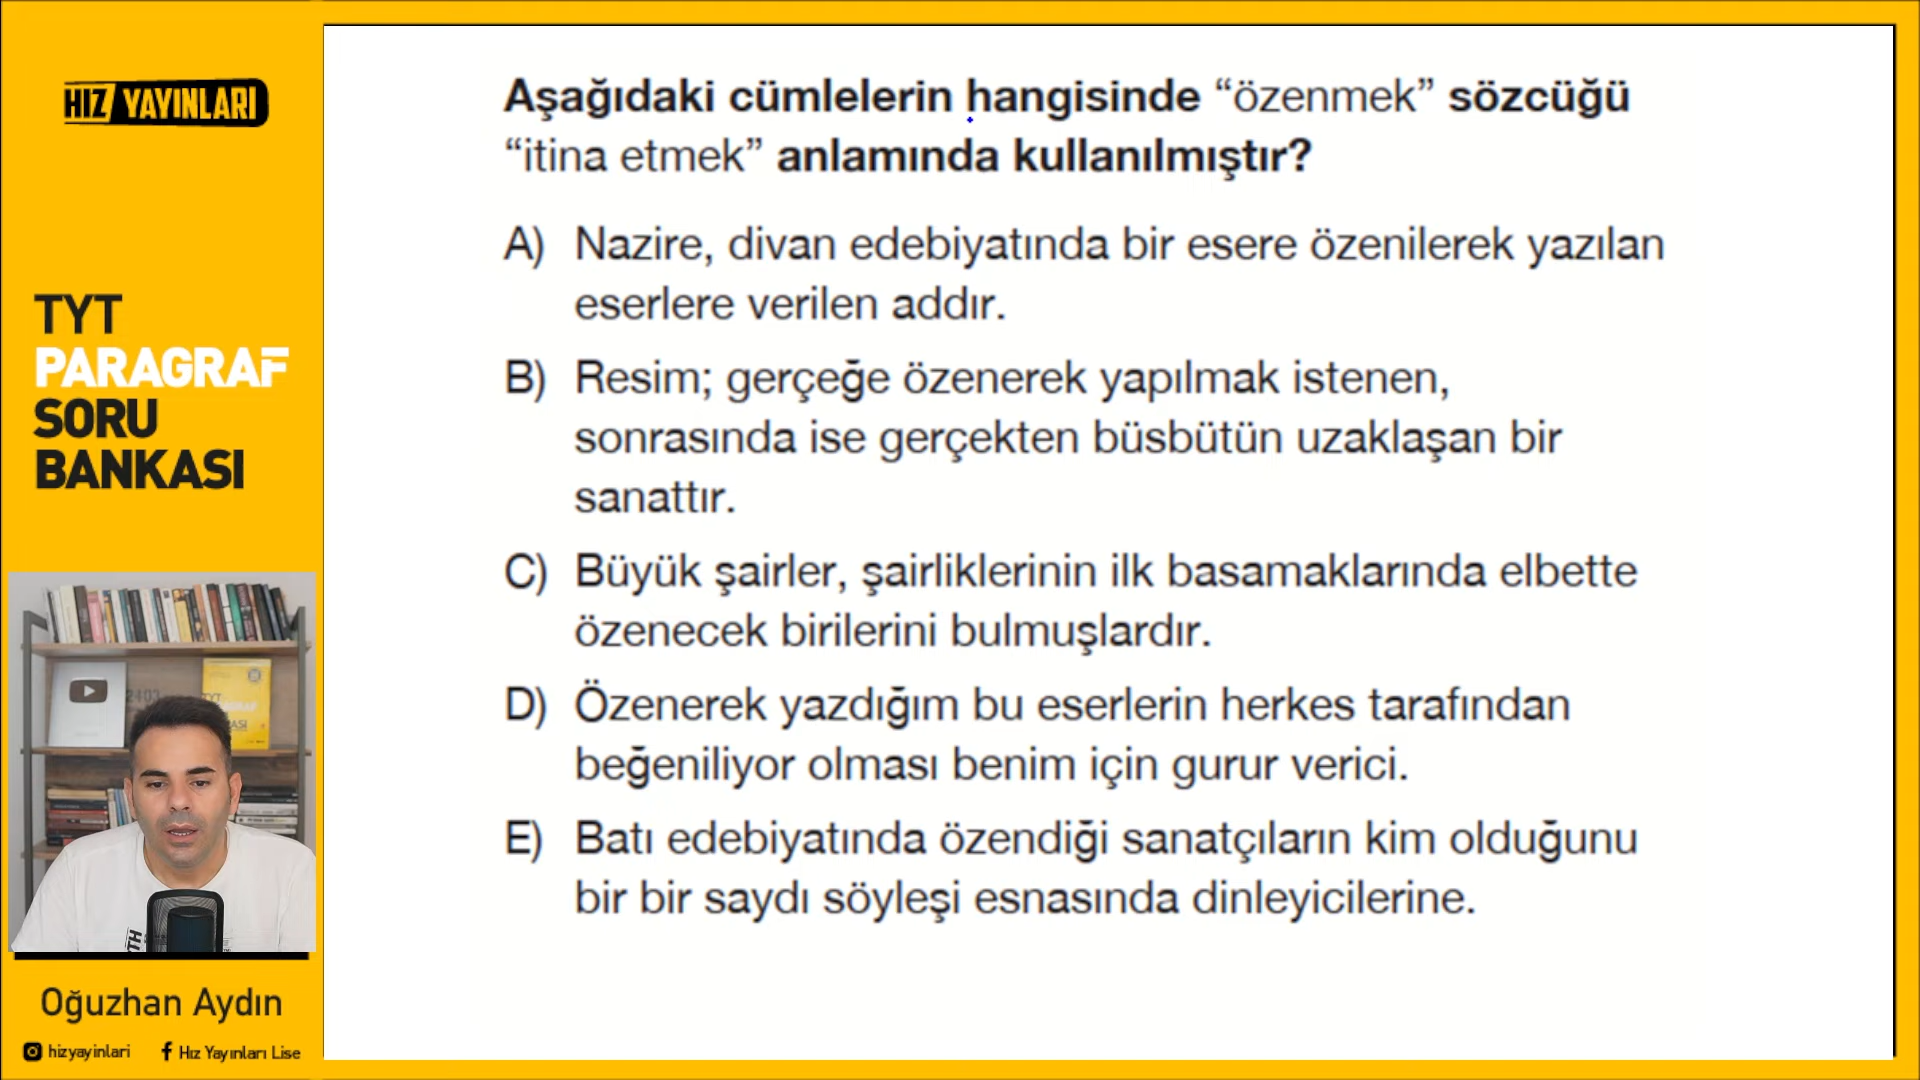 HIZ YAYINLARI
TYT
PARAGRAF
SORU
BANKASI
Oğuzhan Aydın
hizyayinlari
Hız Yayınları Lise
Aşağıdaki cümlelerin hangisinde “özenmek” sözcüğü
“itina etmek” anlamında kullanılmıştır?
A) Nazire, divan edebiyatında bir esere özenilerek yazılan
eserlere verilen addır.
B) Resim; gerçeğe özenerek yapılmak istenen,
sonrasında ise gerçekten büsbütün uzaklaşan bir
sanattır.
C) Büyük şairler, şairliklerinin ilk basamaklarında elbette
özenecek birilerini bulmuşlardır.
D) Özenerek yazdığım bu eserlerin herkes tarafından
beğeniliyor olması benim için gurur verici.
E) Batı edebiyatında özendiği sanatçıların kim olduğunu
bir bir saydı söyleşi esnasında dinleyicilerine.